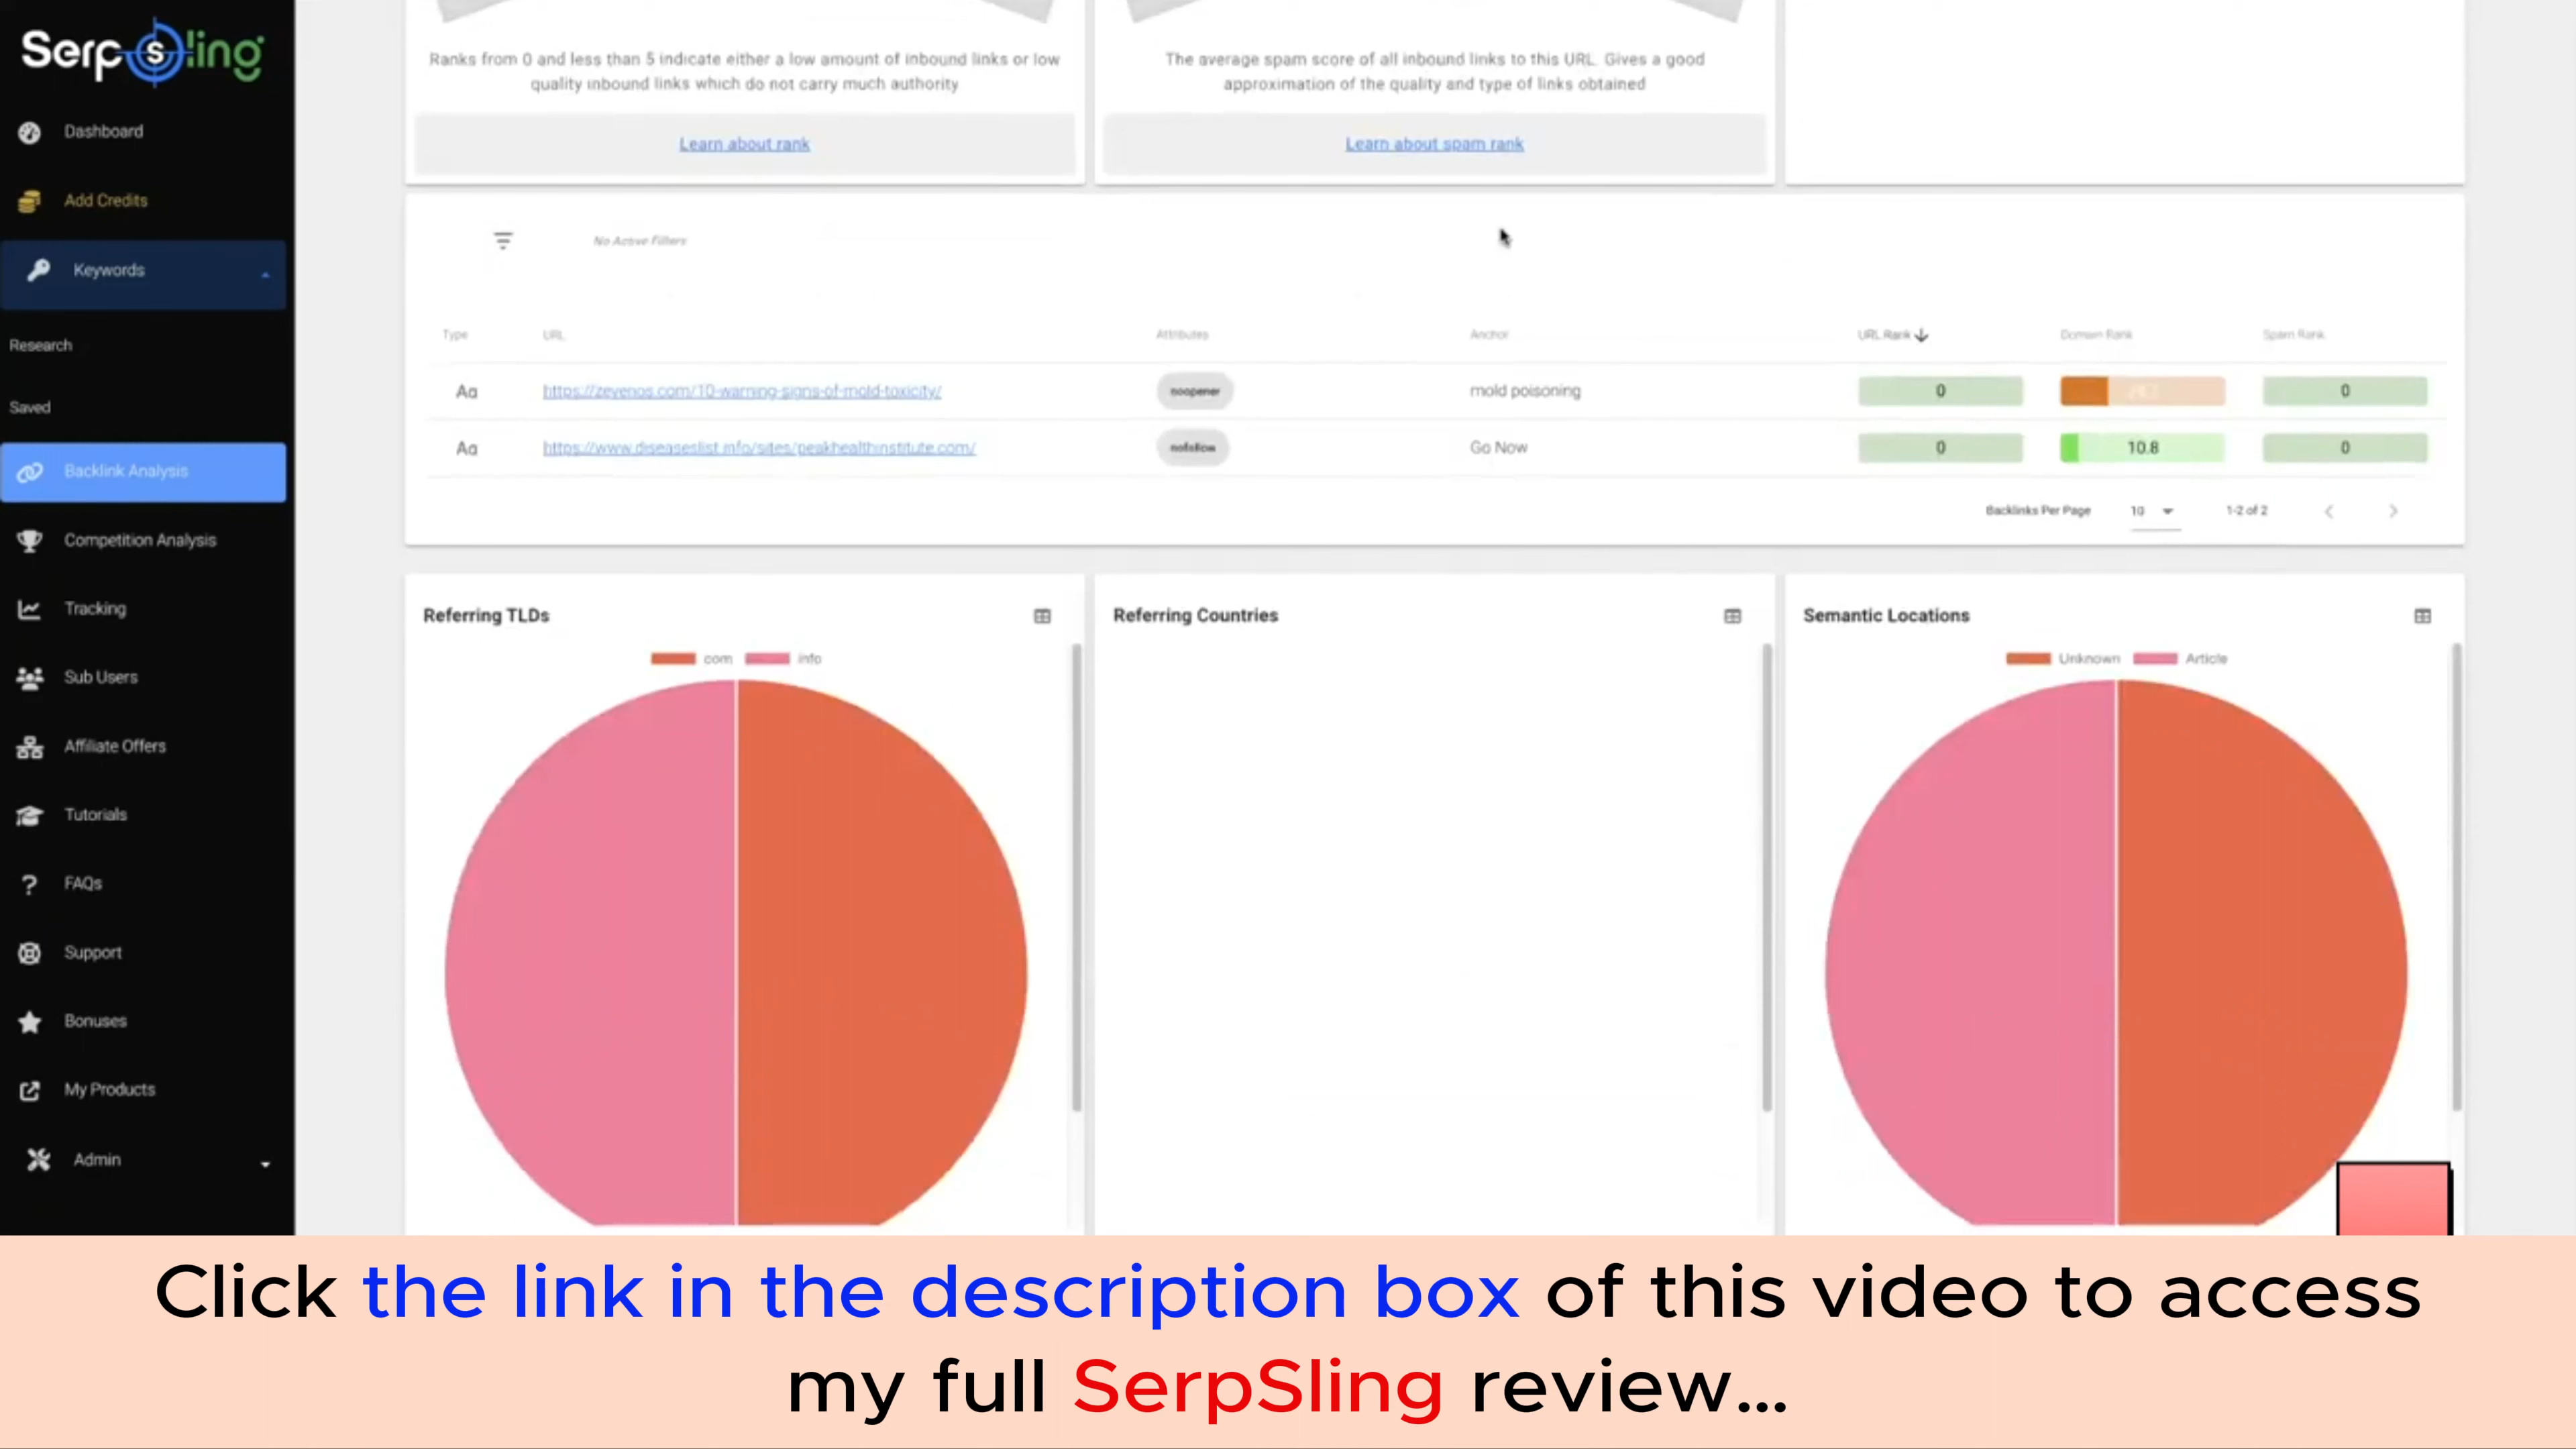 SerpSling
Dashboard
Add Credits
Keywords
Research
Saved
Backlink Analysis
Competition Analysis
Tracking
Sub Users
Affiliate Offers
Tutorials
FAQs
Support
Bonuses
My Products
Admin
Ranks from 0 and less than 5 indicate either a low amount of inbound links or low
quality inbound links which do not carry much authority
Learn about rank
The average spam score of all inbound links to this URL. Gives a good
approximation of the quality and type of links obtained
Learn about spam rank
No Active Filters
Type URL Attributes Anchor URL Rank Domain Rank Spam Rank
Aa https://zevenos.com/10-warning-signs-of-mold-toxicity/ noopener mold poisoning 0 0
Aa https://www.diseaseslist.info/sites/peakhealthinstitute.com/ nofollow Go Now 0 10.8 0
Backlinks Per Page 10 1-2 of 2
Referring TLDs
com info
Referring Countries
Semantic Locations
Unknown Article
Click the link in the description box of this video to access
my full SerpSling review...